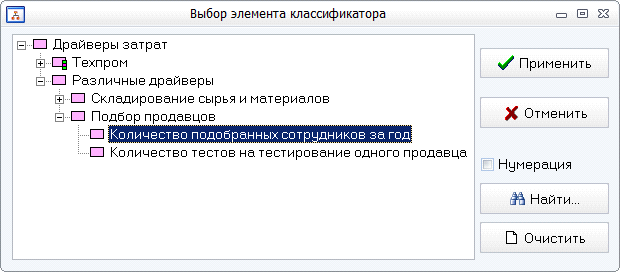 Выбор элемента классификатора
Драйверы затрат
Техпром
Различные драйверы
Складирование сырья и материалов
Подбор продавцов
Количество подобранных сотрудников за год
Количество тестов на тестирование одного продавца
Применить
Отменить
Нумерация
Найти...
Очистить